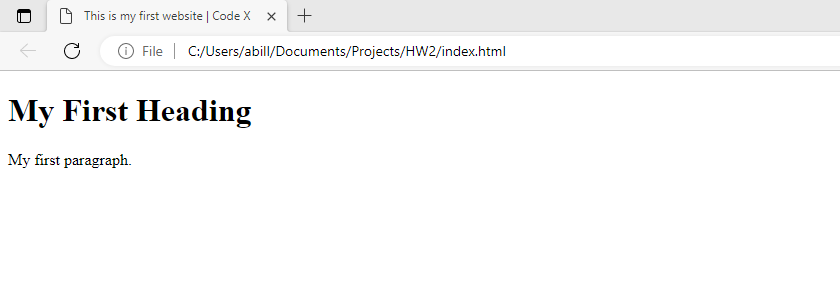 This is my first website | Code X
File | C:/Users/abill/Documents/Projects/HW2/index.html
My First Heading
My first paragraph.